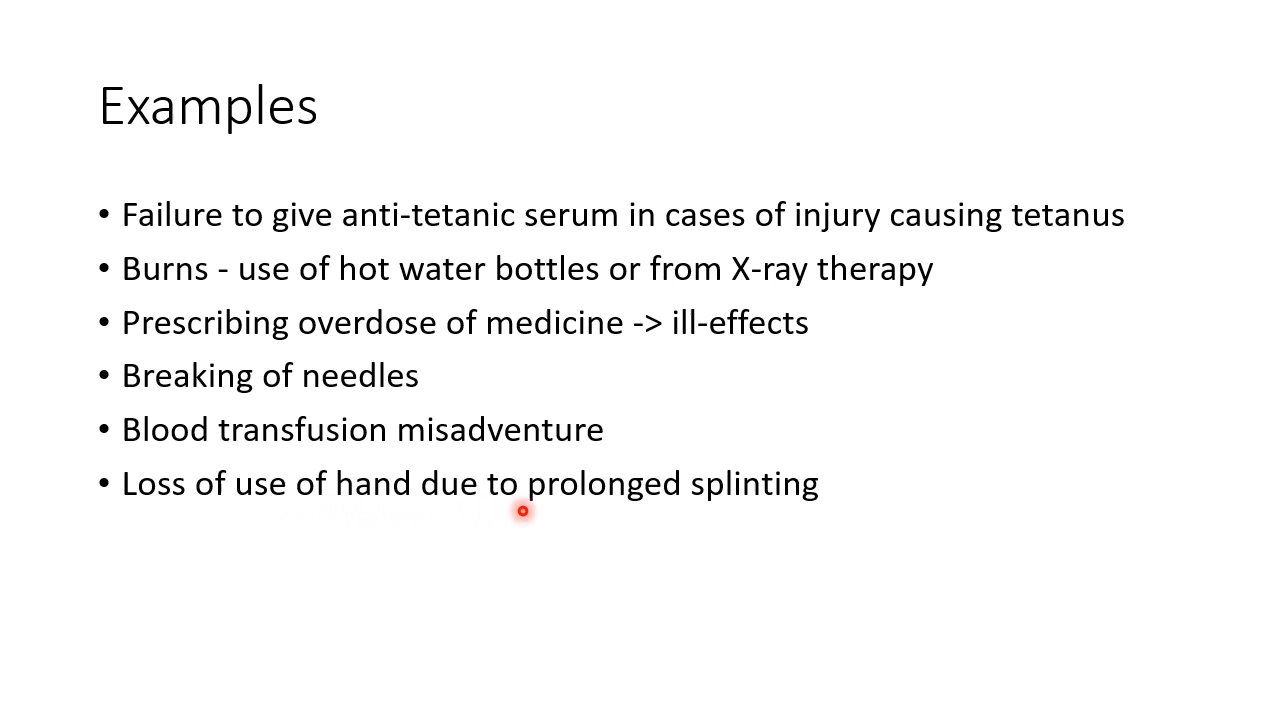 Examples
• Failure to give anti-tetanic serum in cases of injury causing tetanus
• Burns - use of hot water bottles or from X-ray therapy
• Prescribing overdose of medicine -> ill-effects
• Breaking of needles
• Blood transfusion misadventure
• Loss of use of hand due to prolonged splinting